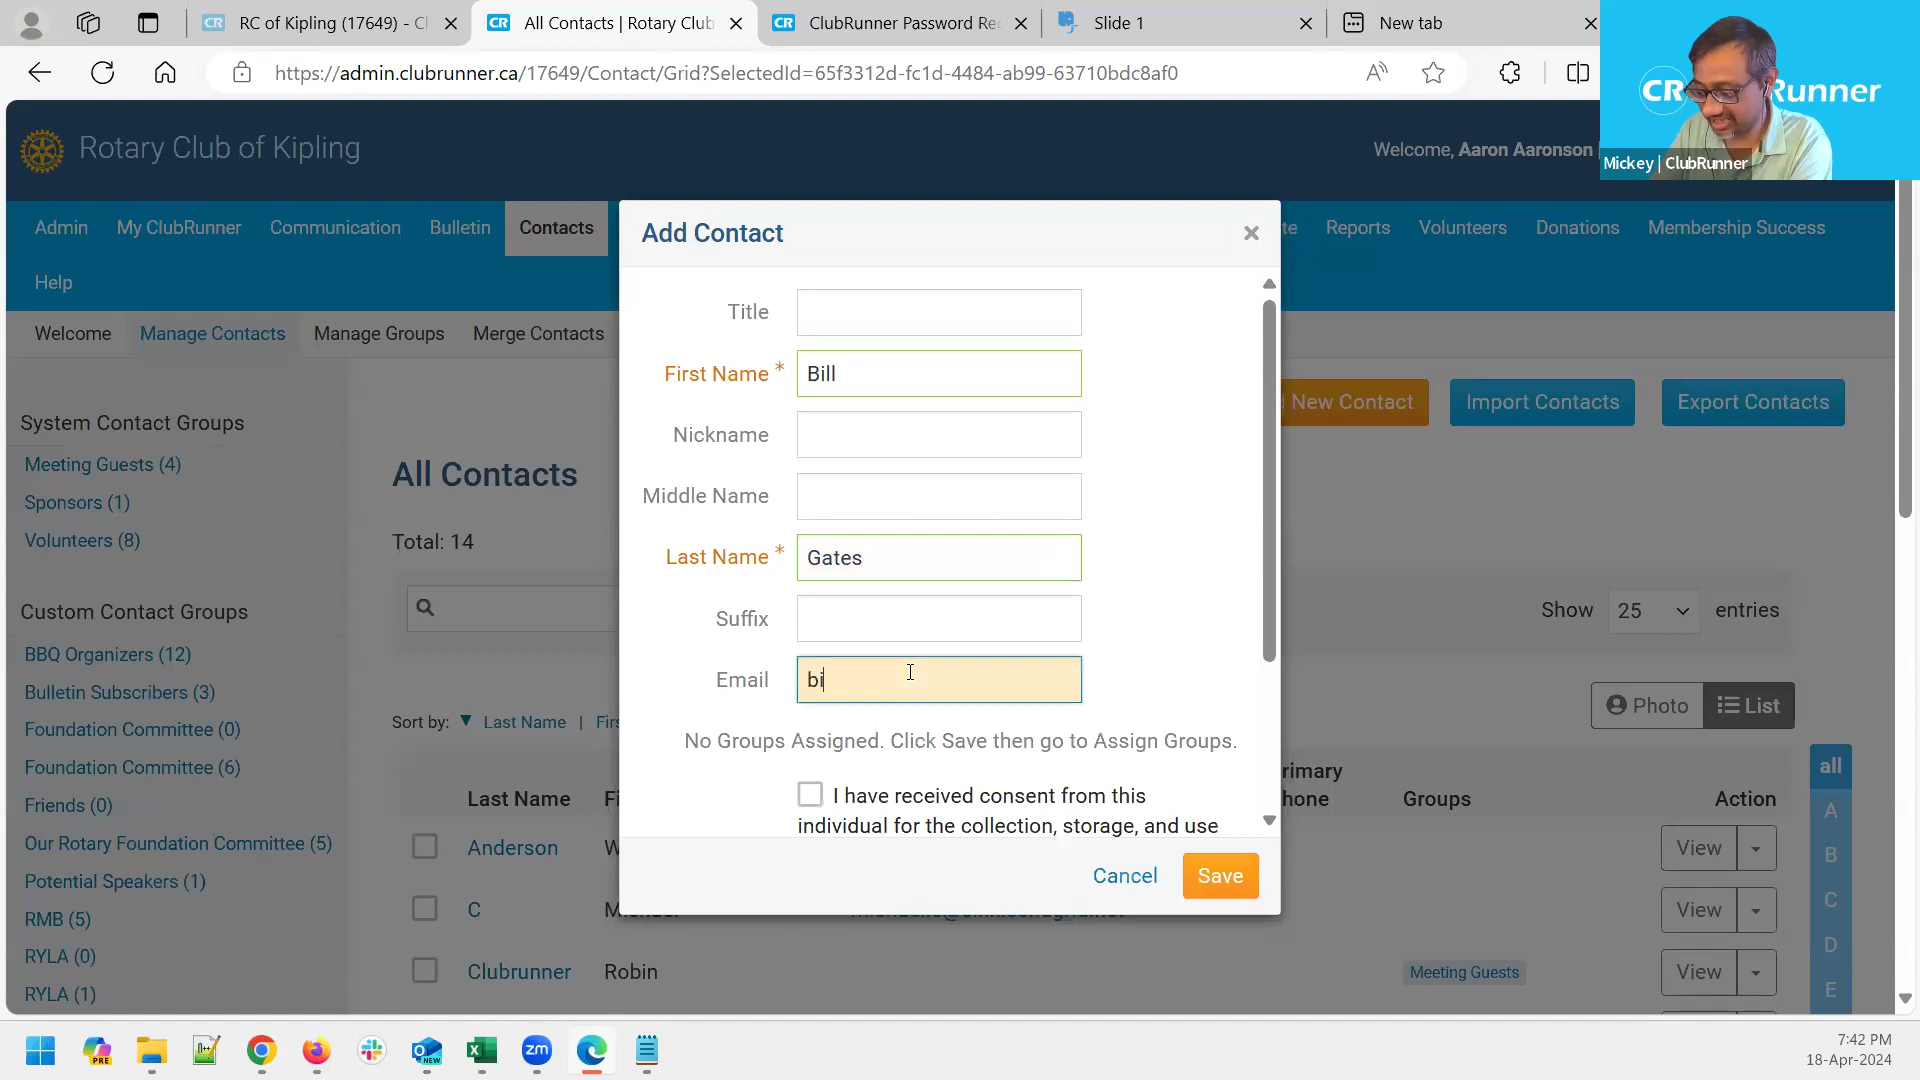 RC of Kipling (17649) - Cl
All Contacts | Rotary Club
ClubRunner Password Rec
Slide 1
New tab
https://admin.clubrunner.ca/17649/Contact/Grid?SelectedId=65f3312d-fc1d-4484-ab99-63710bdc8af0
Mickey | ClubRunner
Rotary Club of Kipling
Welcome, Aaron Aaronson
Admin My ClubRunner Communication Bulletin Contacts Reports Volunteers Donations Membership Success
Help
Welcome Manage Contacts Manage Groups Merge Contacts
Add Contact
Title
First Name * Bill
Nickname
Middle Name
Last Name * Gates
Suffix
Email bi
No Groups Assigned. Click Save then go to Assign Groups.
I have received consent from this
individual for the collection, storage, and use
Cancel Save
System Contact Groups
Meeting Guests (4)
Sponsors (1)
Volunteers (8)
Custom Contact Groups
BBQ Organizers (12)
Bulletin Subscribers (3)
Foundation Committee (0)
Foundation Committee (6)
Friends (0)
Our Rotary Foundation Committee (5)
Potential Speakers (1)
RMB (5)
RYLA (0)
RYLA (1)
New Contact Import Contacts Export Contacts
All Contacts
Total: 14
Show 25 entries
Sort by: Last Name |
Photo List
Last Name Groups Action
Anderson View
C View
Clubrunner Robin Meeting Guests View
all
A
B
C
D
E
7:42 PM
18-Apr-2024